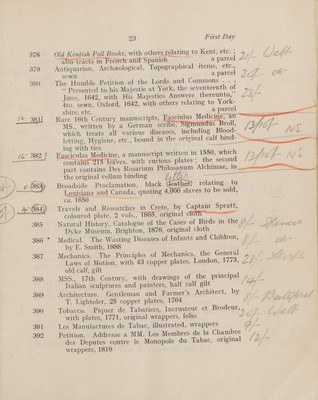 23 First Day
378 Old Kentish Poll Books, with others relating to Kent, etc. ;
also tracts in French and Spanish a parcel
379 Antiquarian, Archæological, Topographical items, etc.,
sewn a parcel
380 The Humble Petition of the Lords and Commons . . .
" Presented to his Majestie at York, the seventeenth of
June, 1642, with His Majesties Answere thereunto,"
4to, sewn, Oxford, 1642, with others relating to York-
shire, etc. a parcel
381 Rare 16th Century manuscript, Fasciculus Medicine, an
MS., written by a German scribe, Sigismundu Broll,
which treats all various diseases, including Blood-
letting, Hygiene, etc., bound in the original calf bind-
ing with ties
382 Fasciculus Medicine, a manuscript written in 1550, which
contains 215 leaves, with curious plates ; the second
part contains Des Rosarium Philosanum Alchimae, in
the original vellum binding
383 Broadside Proclamation, black leather, relating to
Louisiana and Canada, quoting 4,000 slaves to be sold,
ca. 1680
384 Travels and Researches in Crete, by Captain Spratt,
coloured plate. 2 vols., 1865, original cloth
385 Natural History, Catalogue of the Cases of Birds in the
Dyke Museum, Brighton, 1876, original cloth
386 Medical. The Wasting Diseases of Infants and Children,
by E. Smith, 1888
387 Mechanics. The Principles of Mechanics, the General
Laws of Motion, with 43 copper plates, London, 1773,
old calf, gilt
388 MSS., 17th Century, with drawings of the principal
Italian sculptors and painters, half calf gilt
389 Architecture. Gentleman and Farmer's Architect, by
T. Lightoler, 25 copper plates, 1764
390 Tobacco. Piquer de Tabatiers, Incrusteur et Brodeur,
with plates, 1771, original wrappers, folio
391 Les Manufactures de Tabac, illustrated, wrappers
392 Petition. Addresse a MM. Les Membres de la Chambre
des Deputes contre le Monopole du Tabac, original
wrappers, 1819